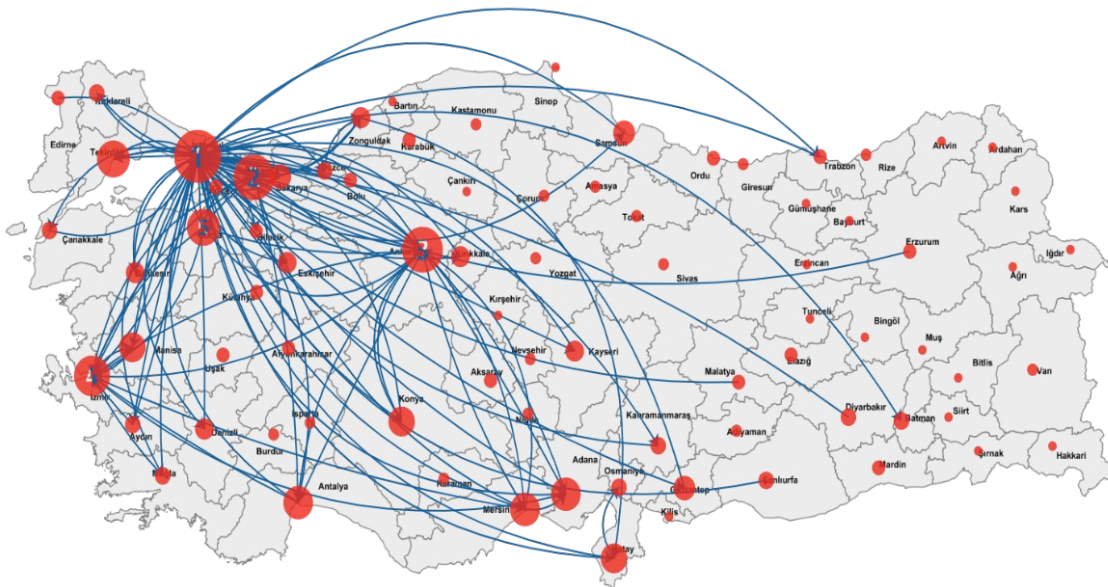 Sinop
Bartın
Kastamonu
Kırklareli
Edirne
Tekirdağ
1
Zonguldak
Karabük
Samsun
Ordu
Giresun
Trabzon
Rize
Artvin
Ardahan
2
Sakarya
Bolu
Çankırı
Çorum
Amasya
Tokat
Gümüşhane
Bayburt
Kars
Çanakkale
5
Bilecik
3
Kırıkkale
Yozgat
Sivas
Erzincan
Erzurum
Iğdır
Ağrı
Balıkesir
Eskişehir
Kütahya
Kırşehir
Tunceli
Bingöl
Muş
Manisa
Uşak
Afyonkarahisar
Nevşehir
Kayseri
Elazığ
Bitlis
Van
4
İzmir
Aksaray
Malatya
Diyarbakır
Batman
Siirt
Aydın
Denizli
Isparta
Burdur
Konya
Niğde
Kahramanmaraş
Adıyaman
Mardin
Şırnak
Hakkari
Muğla
Antalya
Karaman
Mersin
Adana
Osmaniye
Gaziantep
Şanlıurfa
Kilis
Hatay